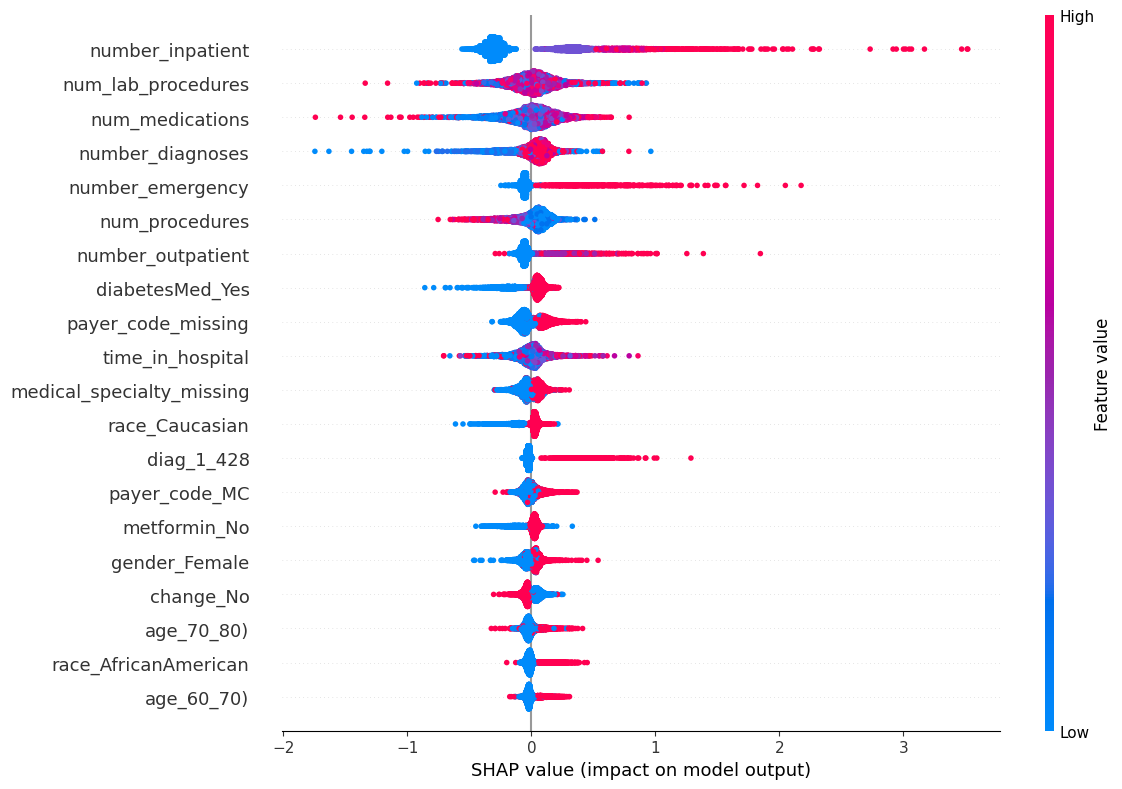 High
number_inpatient
num_lab_procedures
num_medications
number_diagnoses
number_emergency
num_procedures
number_outpatient
diabetesMed_Yes
payer_code_missing
time_in_hospital
medical_specialty_missing
race_Caucasian
diag_1_428
payer_code_MC
metformin_No
gender_Female
change_No
age_70_80)
race_AfricanAmerican
age_60_70)
Feature value
Low
−2 −1 0 1 2 3
SHAP value (impact on model output)